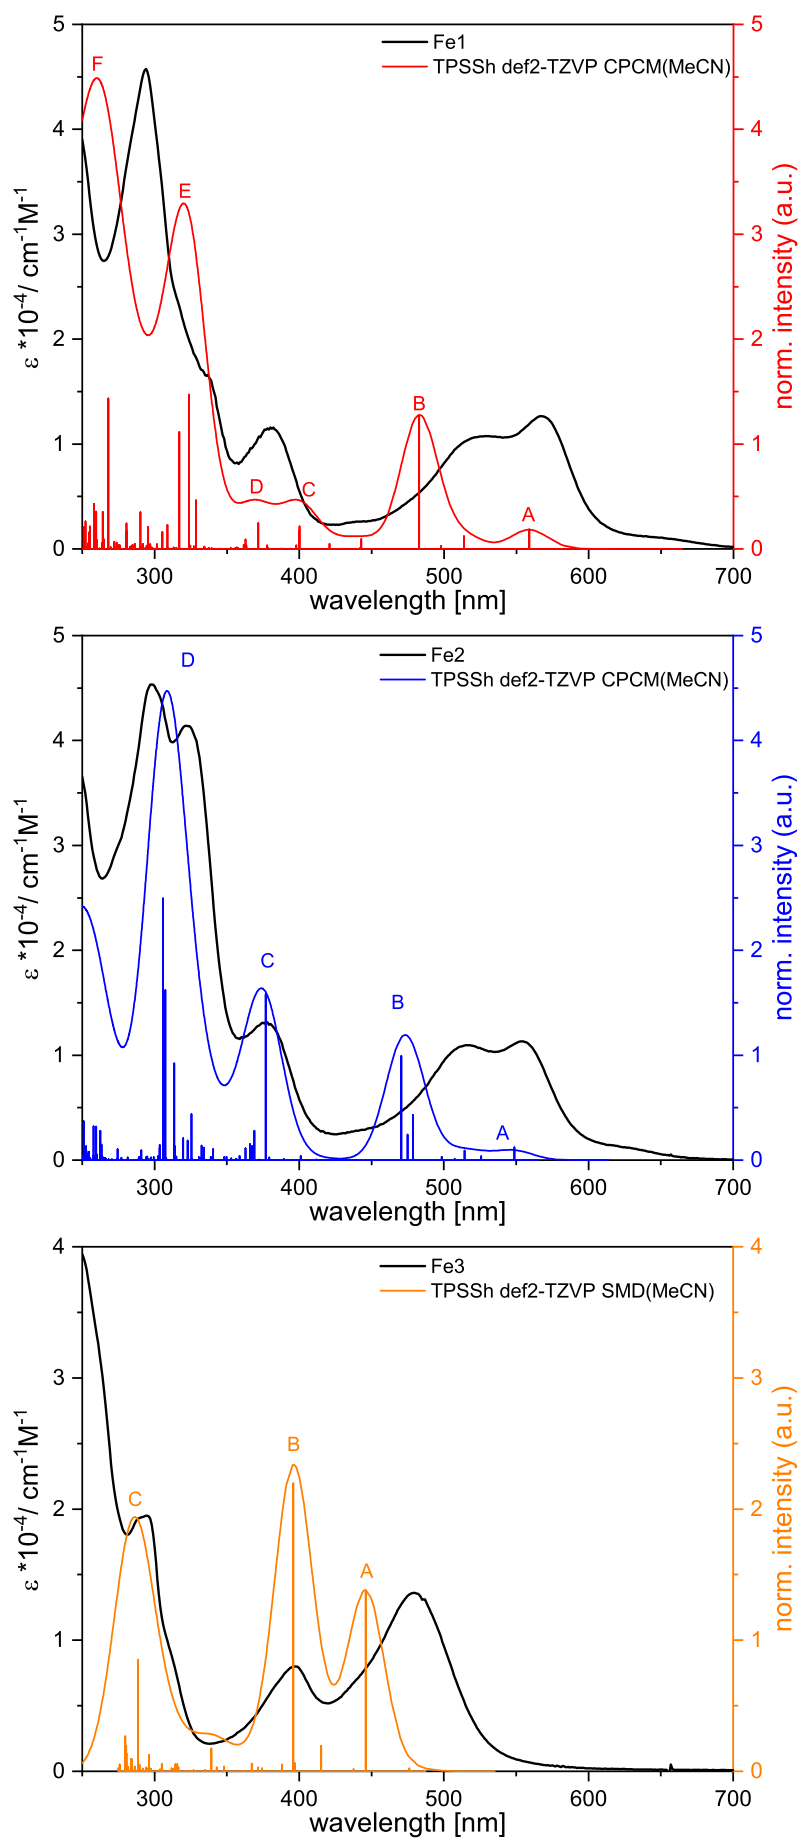 Fe1
TPSSh def2-TZVP CPCM(MeCN)
F
E
D
C
B
A
5
4
3
2
1
0
ε *10⁻⁴/ cm⁻¹M⁻¹
5
4
3
2
1
0
norm. intensity (a.u.)
300 400 500 600 700
wavelength [nm]
Fe2
TPSSh def2-TZVP CPCM(MeCN)
D
C
B
A
5
4
3
2
1
0
ε *10⁻⁴/ cm⁻¹M⁻¹
5
4
3
2
1
0
norm. intensity (a.u.)
300 400 500 600 700
wavelength [nm]
Fe3
TPSSh def2-TZVP SMD(MeCN)
B
C
A
4
3
2
1
0
ε *10⁻⁴/ cm⁻¹M⁻¹
4
3
2
1
0
norm. intensity (a.u.)
300 400 500 600 700
wavelength [nm]